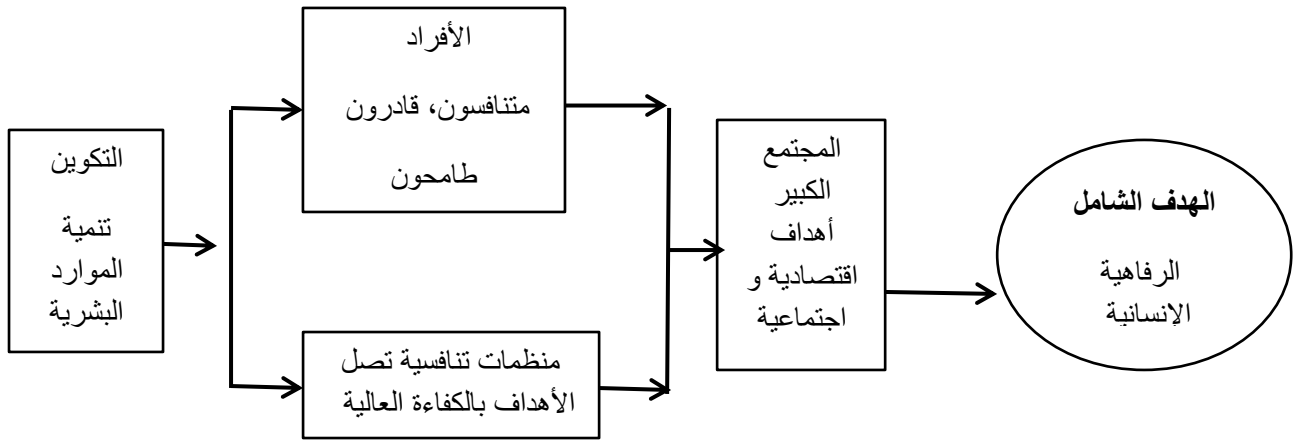 الأفراد
متنافسون، قادرون
طامحون
التكوين
تنمية
الموارد
البشرية
منظمات تنافسية تصل
الأهداف بالكفاءة العالية
المجتمع
الكبير
أهداف
اقتصادية و
اجتماعية
الهدف الشامل
الرفاهية
الإنسانية